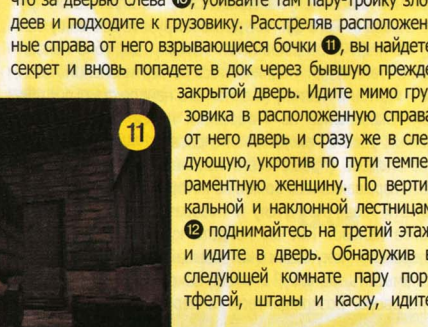 что за дверью слева ⑩, убивайте там пару-тройку зло-
деев и подходите к грузовику. Расстреляв расположен-
ные справа от него взрывающиеся бочки ⑪, вы найдете
секрет и вновь попадете в док через бывшую прежде
закрытой дверь. Идите мимо гру-
зовика в расположенную справа
от него дверь и сразу же в сле-
дующую, укротив по пути темпе-
раментную женщину. По верти-
кальной и наклонной лестницам
⑫ поднимайтесь на третий этаж
и идите в дверь. Обнаружив в
следующей комнате пару пор-
тфелей, штаны и каску, идите
11